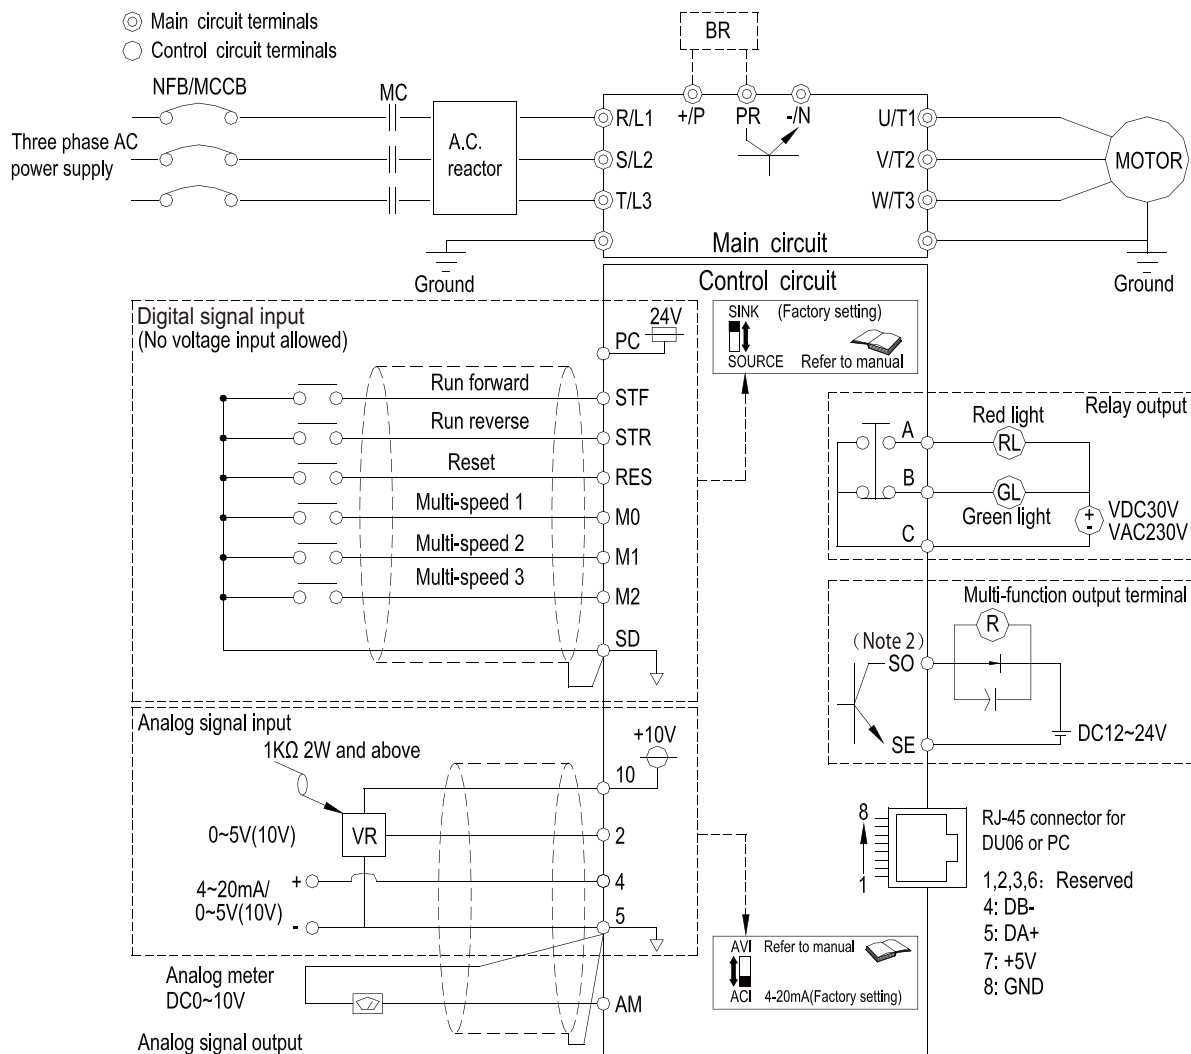 Main circuit terminals
Control circuit terminals
BR
NFB/MCCB
MC
Three phase AC
power supply
A.C.
reactor
R/L1
S/L2
T/L3
+/P
PR
-/N
U/T1
V/T2
W/T3
MOTOR
Main circuit
Ground
Ground
Control circuit
Digital signal input
(No voltage input allowed)
24V
PC
SINK (Factory setting)
SOURCE Refer to manual
Run forward
STF
Run reverse
STR
Reset
RES
Multi-speed 1
M0
Multi-speed 2
M1
Multi-speed 3
M2
SD
Relay output
Red light
A
RL
B
GL
Green light
C
+
-
VDC30V
VAC230V
Multi-function output terminal
R
(Note 2)
SO
SE
DC12~24V
Analog signal input
1KΩ 2W and above
+10V
10
0~5V(10V)
VR
2
4~20mA/
0~5V(10V)
+
-
4
5
AVI Refer to manual
ACI 4-20mA(Factory setting)
Analog meter
DC0~10V
AM
Analog signal output
8
1
RJ-45 connector for
DU06 or PC
1,2,3,6: Reserved
4: DB-
5: DA+
7: +5V
8: GND